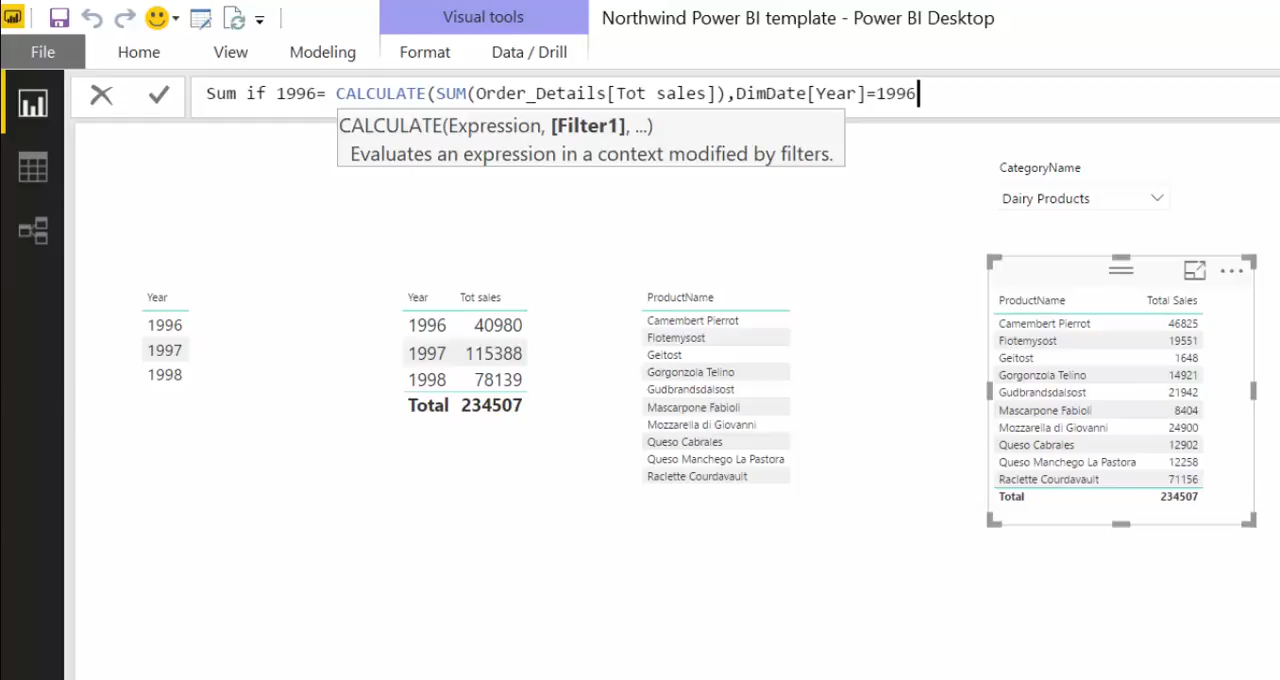 Visual tools
Northwind Power BI template - Power BI Desktop
File Home View Modeling Format Data / Drill
Sum if 1996= CALCULATE(SUM(Order_Details[Tot sales]),DimDate[Year]=1996
CALCULATE(Expression, [Filter1], ...)
Evaluates an expression in a context modified by filters.
CategoryName
Dairy Products
Year
1996
1997
1998
Year Tot sales
1996 40980
1997 115388
1998 78139
Total 234507
ProductName
Camembert Pierrot
Flotemysost
Geitost
Gorgonzola Telino
Gudbrandsdalsost
Mascarpone Fabioli
Mozzarella di Giovanni
Queso Cabrales
Queso Manchego La Pastora
Raclette Courdavault
ProductName Total Sales
Camembert Pierrot 46825
Flotemysost 19551
Geitost 1648
Gorgonzola Telino 14921
Gudbrandsdalsost 21942
Mascarpone Fabioli 8404
Mozzarella di Giovanni 24900
Queso Cabrales 12902
Queso Manchego La Pastora 12258
Raclette Courdavault 71156
Total 234507